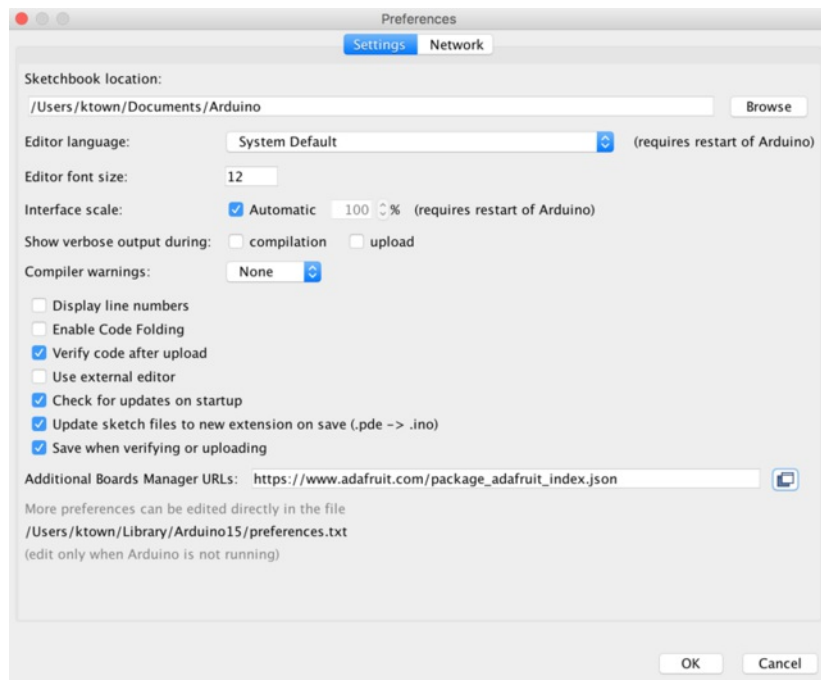 Preferences
Settings Network
Sketchbook location:
/Users/ktown/Documents/Arduino Browse
Editor language: System Default (requires restart of Arduino)
Editor font size: 12
Interface scale: Automatic 100 % (requires restart of Arduino)
Show verbose output during: compilation upload
Compiler warnings: None
Display line numbers
Enable Code Folding
Verify code after upload
Use external editor
Check for updates on startup
Update sketch files to new extension on save (.pde -> .ino)
Save when verifying or uploading
Additional Boards Manager URLs: https://www.adafruit.com/package_adafruit_index.json
More preferences can be edited directly in the file
/Users/ktown/Library/Arduino15/preferences.txt
(edit only when Arduino is not running)
OK Cancel